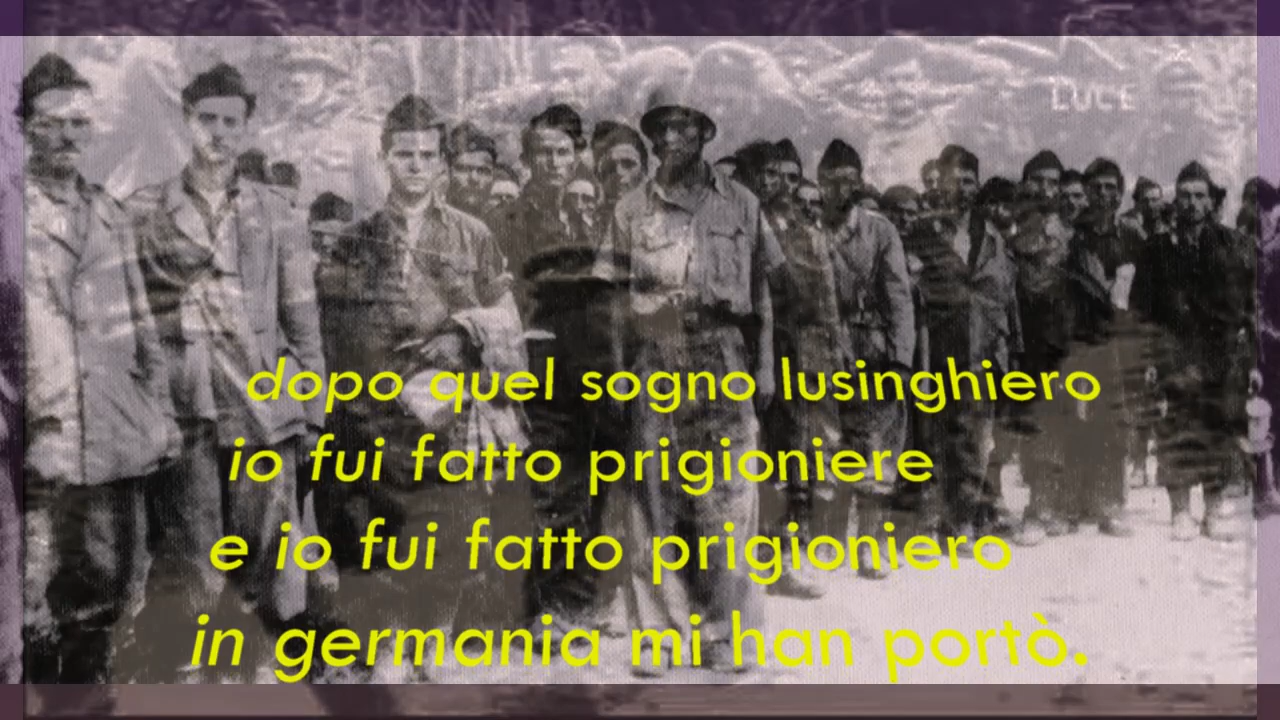 LUCE
dopo quel sogno lusinghiero
io fui fatto prigioniere
e io fui fatto prigioniero
in germania mi han portò.